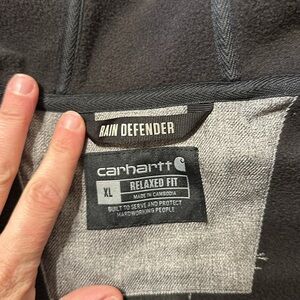 RAIN DEFENDER
carhartt
XL RELAXED FIT
MADE IN CAMBODIA
BUILT TO SERVE AND PROTECT
HARDWORKING PEOPLE